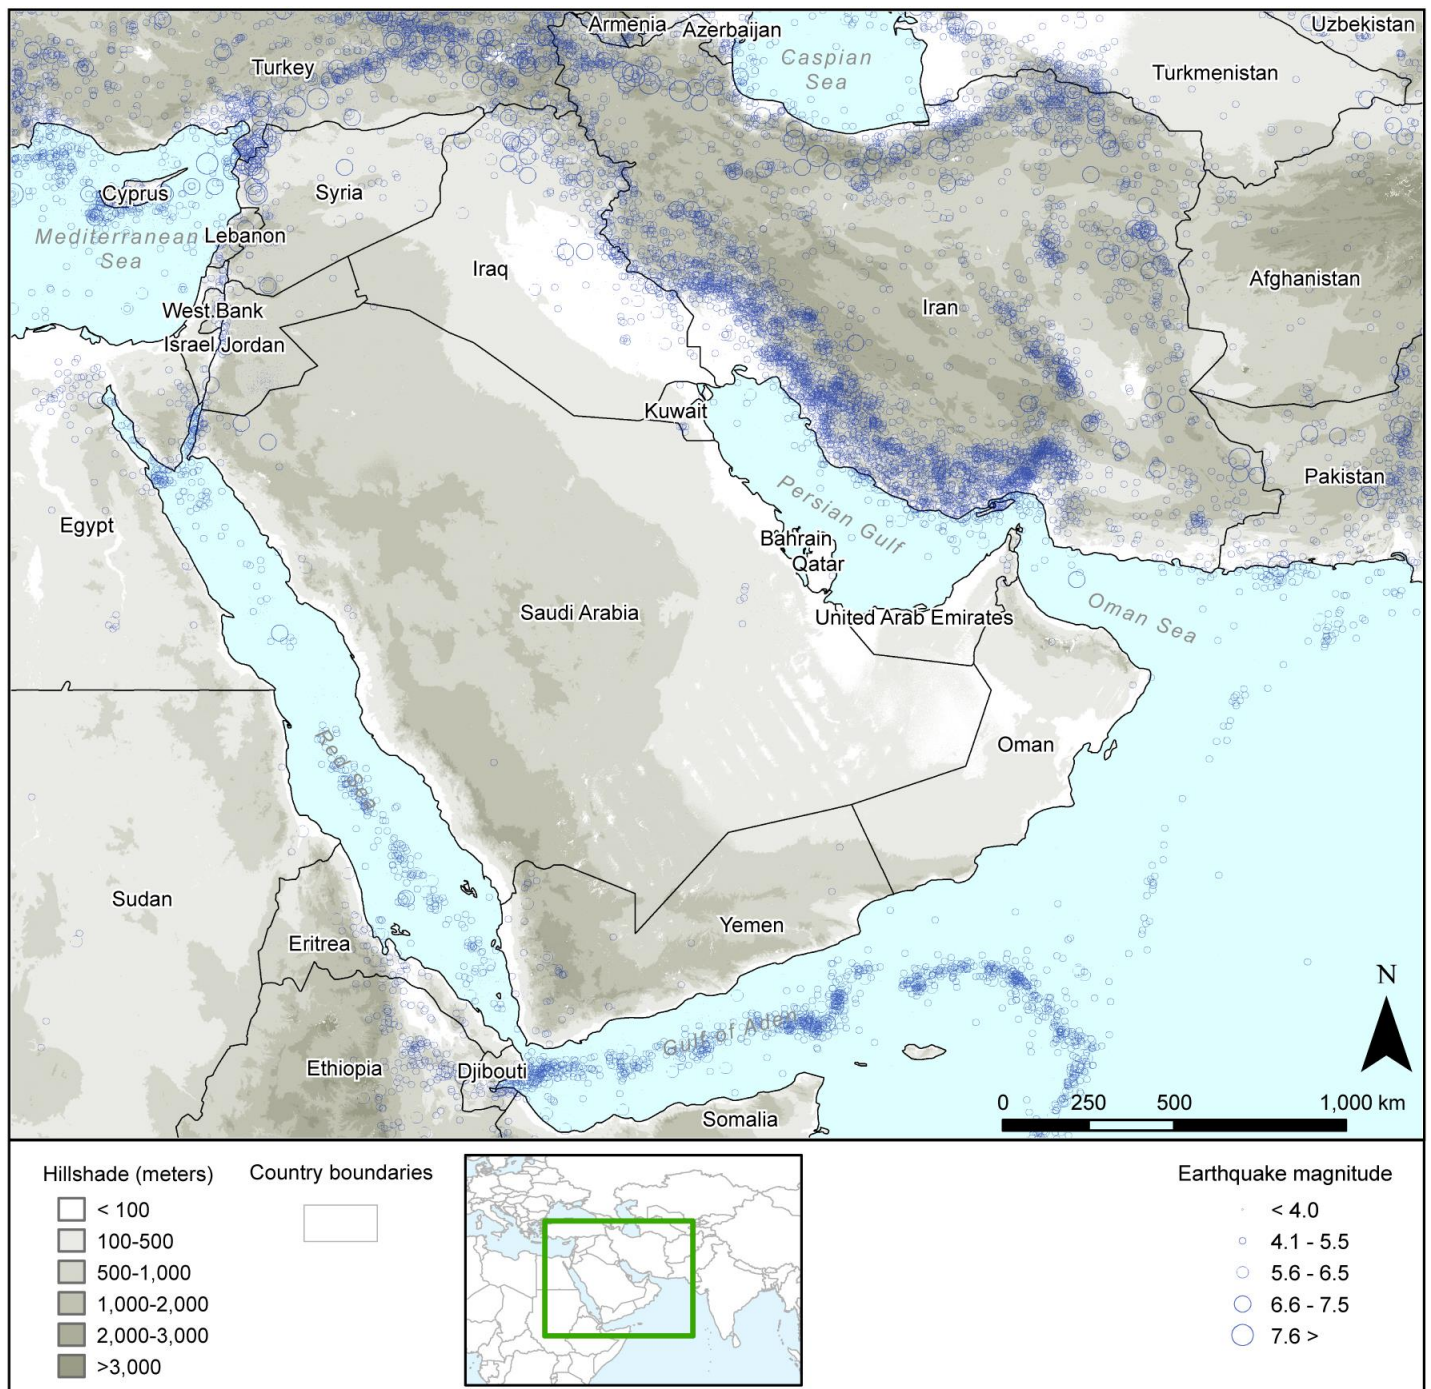 Armenia
Azerbaijan
Uzbekistan
Caspian
Sea
Turkey
Turkmenistan
Cyprus
Syria
Mediterranean
Sea
Lebanon
Iraq
Afghanistan
West Bank
Iran
Israel
Jordan
Kuwait
Pakistan
Persian Gulf
Egypt
Bahrain
Qatar
Saudi Arabia
United Arab Emirates
Oman Sea
Red Sea
Oman
Sudan
Yemen
Eritrea
N
Gulf of Aden
Ethiopia
Djibouti
Somalia
0 250 500 1,000 km
Hillshade (meters)
< 100
100-500
500-1,000
1,000-2,000
2,000-3,000
>3,000
Country boundaries
Earthquake magnitude
< 4.0
4.1 - 5.5
5.6 - 6.5
6.6 - 7.5
7.6 >